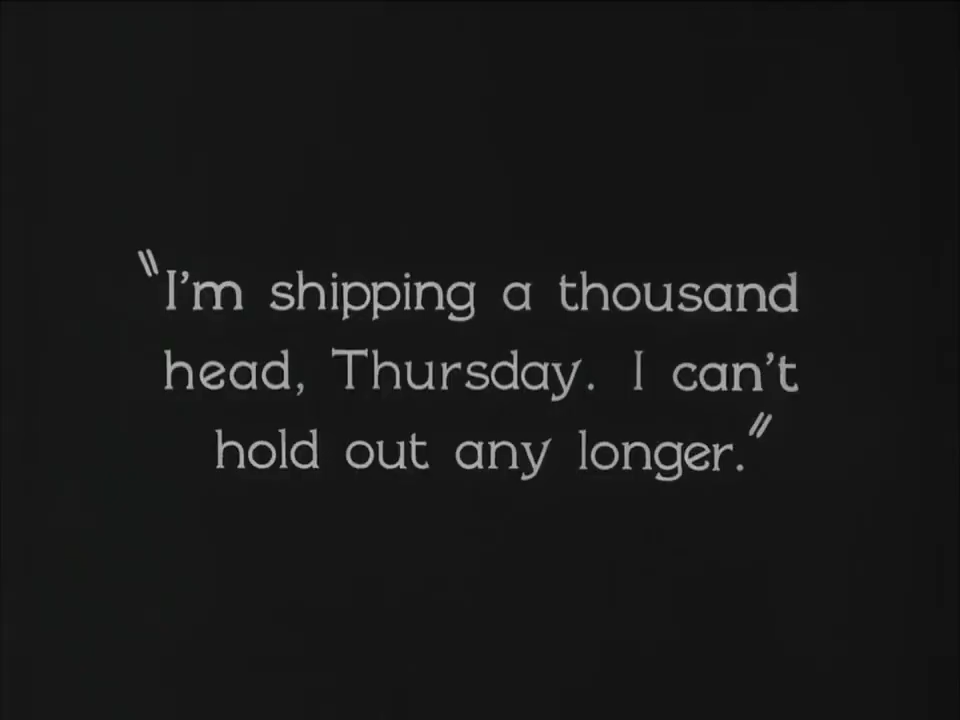 "I'm shipping a thousand
head, Thursday. I can't
hold out any longer."